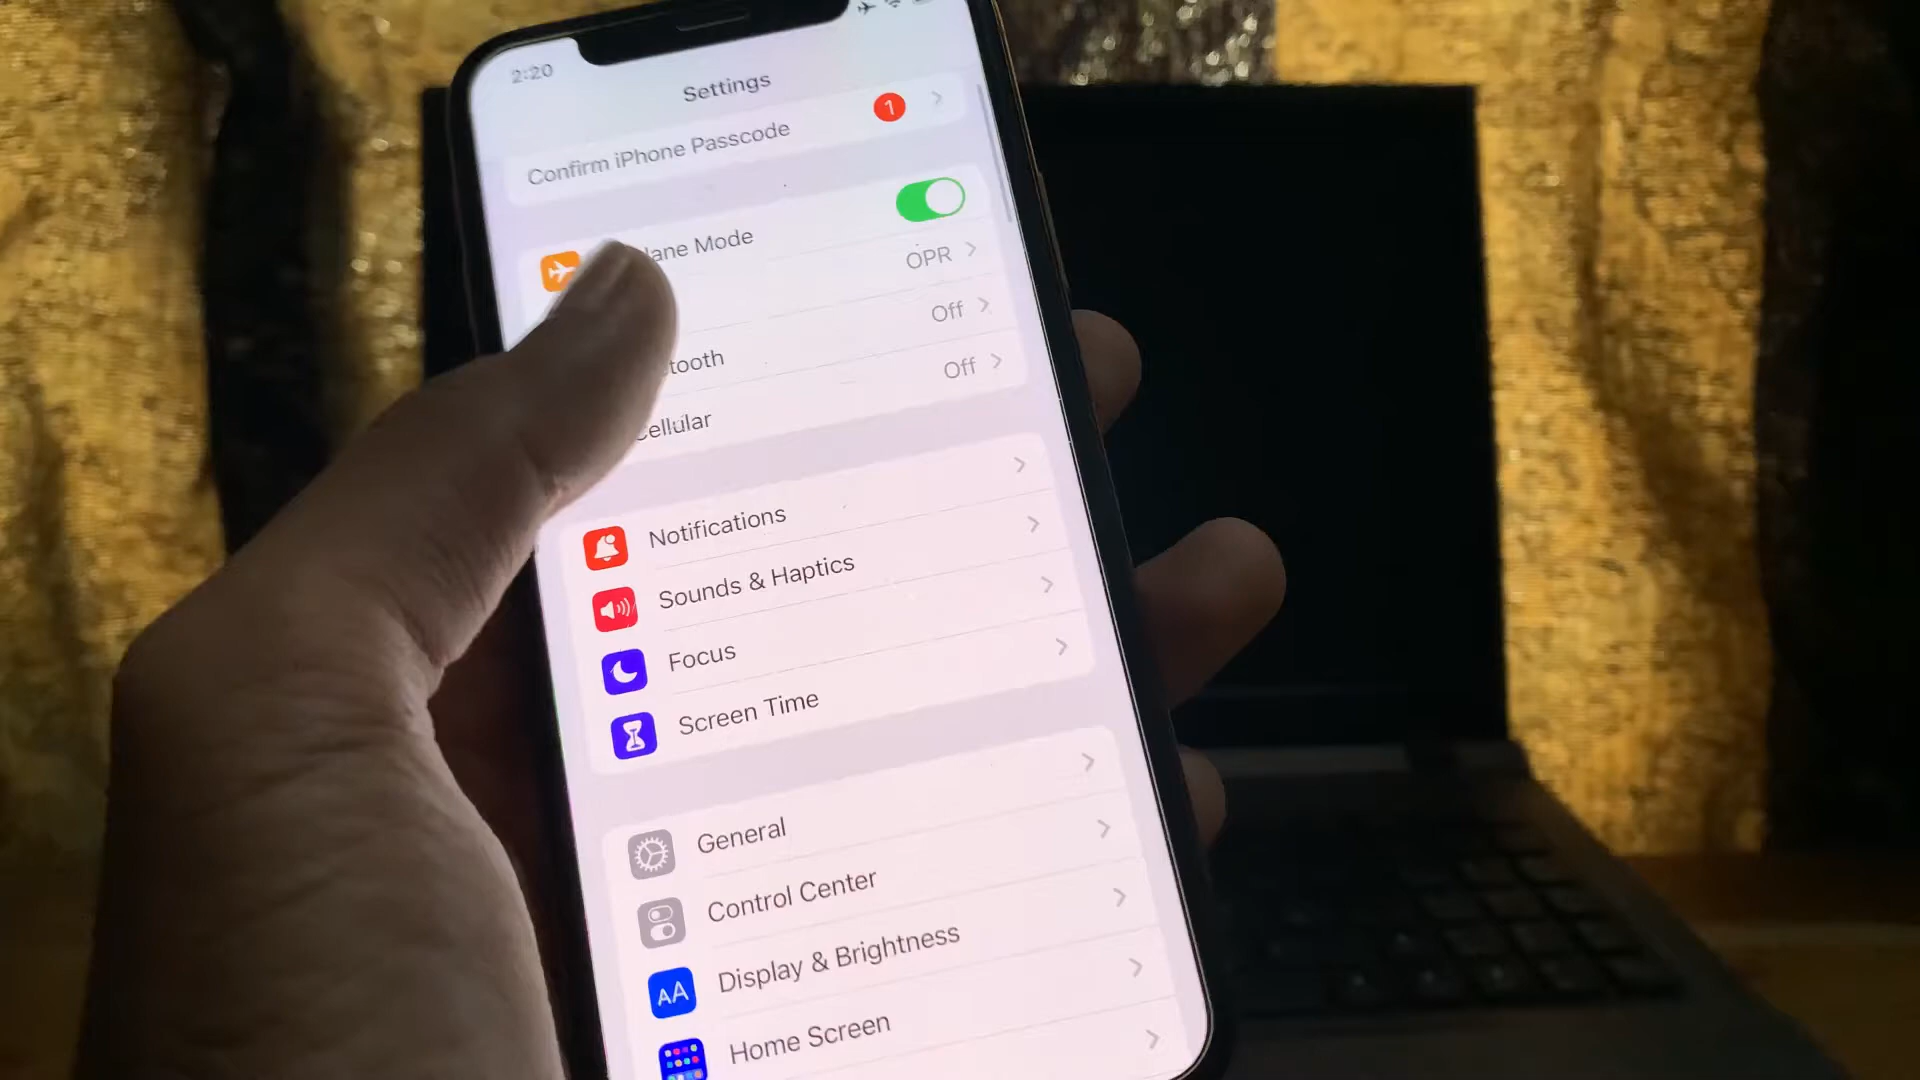 2:20
Settings
Confirm iPhone Passcode 1
lane Mode
OPR
tooth Off
Cellular Off
Notifications
Sounds & Haptics
Focus
Screen Time
General
Control Center
AA Display & Brightness
Home Screen